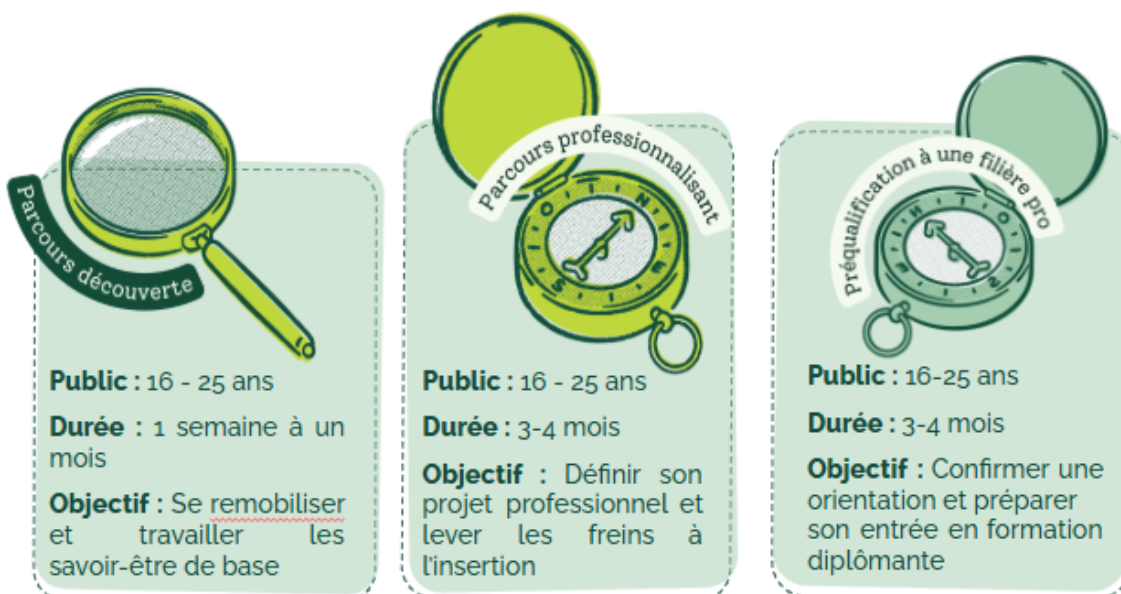 Parcours découverte
Public : 16 - 25 ans
Durée : 1 semaine à un
mois
Objectif : Se remobiliser
et travailler les
savoir-être de base
Parcours professionnalisant
N
O
E
S
Public : 16 - 25 ans
Durée : 3-4 mois
Objectif : Définir son
projet professionnel et
lever les freins à
l'insertion
Préqualification à une filière pro
N
O
E
S
Public : 16-25 ans
Durée : 3-4 mois
Objectif : Confirmer une
orientation et préparer
son entrée en formation
diplômante